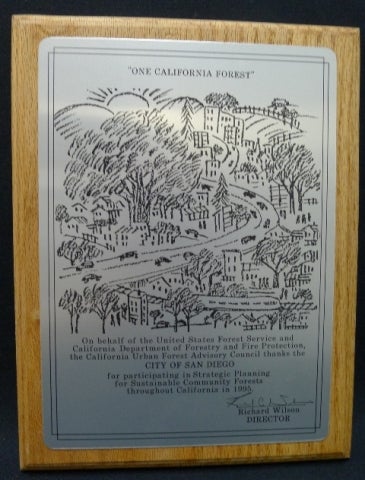 "ONE CALIFORNIA FOREST"
On behalf of the United States Forest Service and
California Department of Forestry and Fire Protection,
the California Urban Forest Advisory Council thanks the
CITY OF SAN DIEGO
for participating in Strategic Planning
for Sustainable Community Forests
throughout California in 1995
Richard Wilson
DIRECTOR